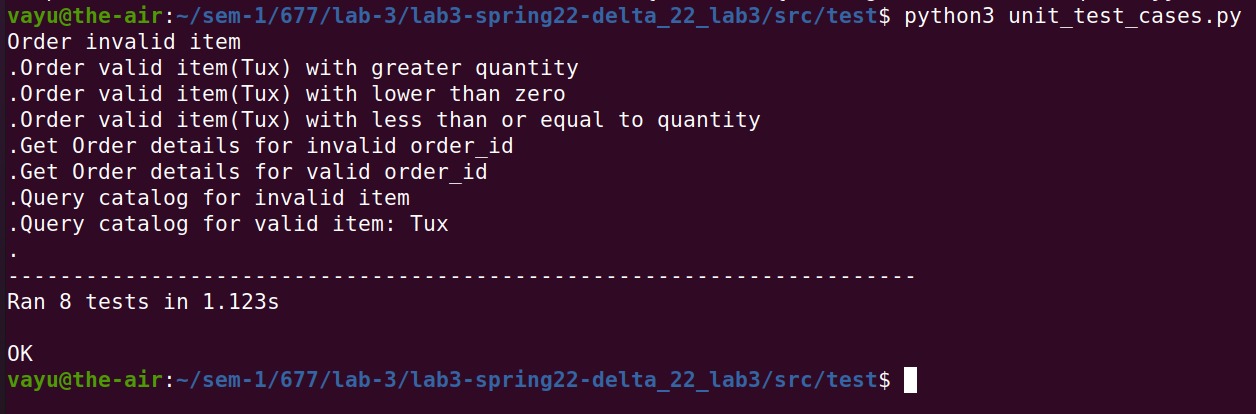 vayu@the-air:~/sem-1/677/lab-3/lab3-spring22-delta_22_lab3/src/test$ python3 unit_test_cases.py
Order invalid item
.Order valid item(Tux) with greater quantity
.Order valid item(Tux) with lower than zero
.Order valid item(Tux) with less than or equal to quantity
.Get Order details for invalid order_id
.Get Order details for valid order_id
.Query catalog for invalid item
.Query catalog for valid item: Tux
.
----------------------------------------------------------------------
Ran 8 tests in 1.123s

OK
vayu@the-air:~/sem-1/677/lab-3/lab3-spring22-delta_22_lab3/src/test$